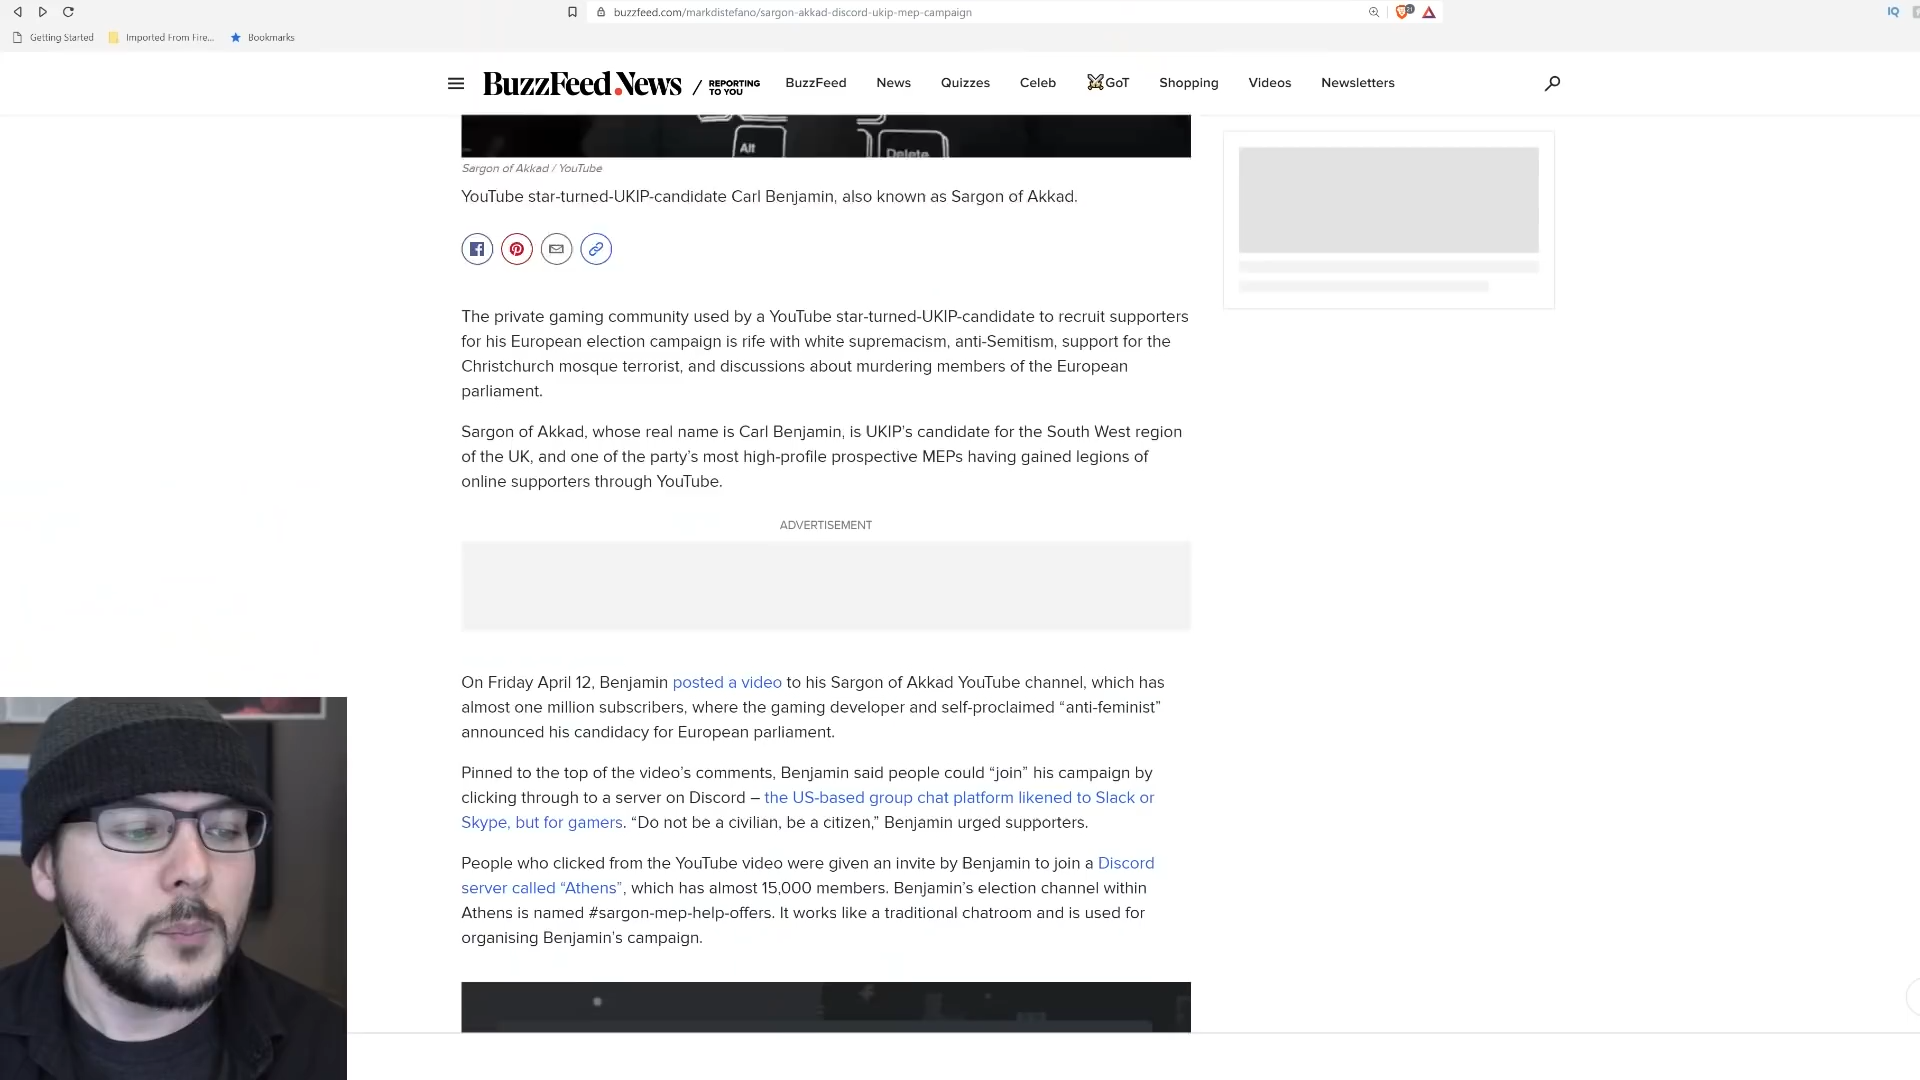 buzzfeed.com/markdistefano/sargon-akkad-discord-ukip-mep-campaign
IQ
Getting Started
Imported From Fire...
Bookmarks
BuzzFeed News / REPORTING TO YOU
BuzzFeed
News
Quizzes
Celeb
GoT
Shopping
Videos
Newsletters
Alt
Delete
Sargon of Akkad / YouTube
YouTube star-turned-UKIP-candidate Carl Benjamin, also known as Sargon of Akkad.
The private gaming community used by a YouTube star-turned-UKIP-candidate to recruit supporters
for his European election campaign is rife with white supremacism, anti-Semitism, support for the
Christchurch mosque terrorist, and discussions about murdering members of the European
parliament.
Sargon of Akkad, whose real name is Carl Benjamin, is UKIP’s candidate for the South West region
of the UK, and one of the party’s most high-profile prospective MEPs having gained legions of
online supporters through YouTube.
ADVERTISEMENT
On Friday April 12, Benjamin posted a video to his Sargon of Akkad YouTube channel, which has
almost one million subscribers, where the gaming developer and self-proclaimed “anti-feminist”
announced his candidacy for European parliament.
Pinned to the top of the video’s comments, Benjamin said people could “join” his campaign by
clicking through to a server on Discord – the US-based group chat platform likened to Slack or
Skype, but for gamers. “Do not be a civilian, be a citizen,” Benjamin urged supporters.
People who clicked from the YouTube video were given an invite by Benjamin to join a Discord
server called “Athens”, which has almost 15,000 members. Benjamin’s election channel within
Athens is named #sargon-mep-help-offers. It works like a traditional chatroom and is used for
organising Benjamin’s campaign.